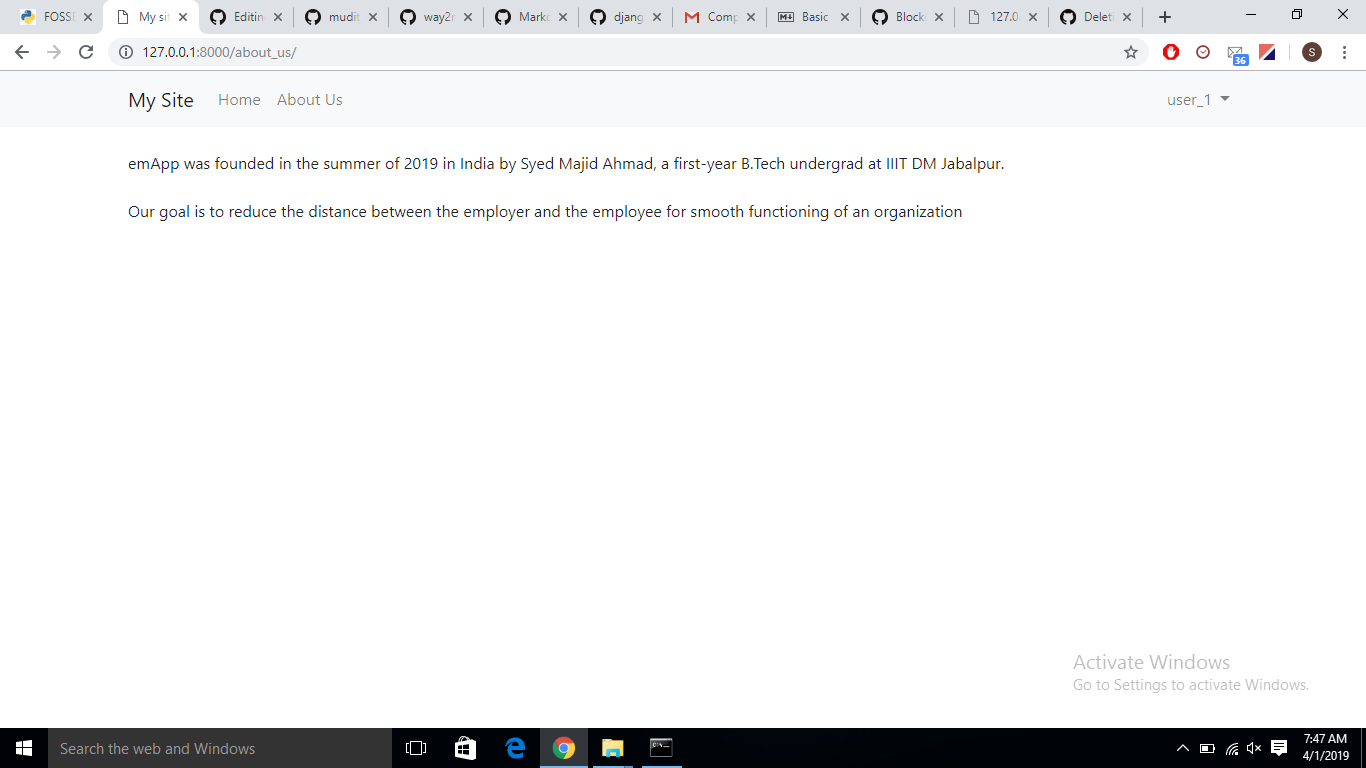 FOSSE
My sit
Editin
mudit
way2r
Marko
djang
Comp
Basic
Block
127.0
Delet
127.0.0.1:8000/about_us/
36
S
My Site
Home
About Us
user_1
emApp was founded in the summer of 2019 in India by Syed Majid Ahmad, a first-year B.Tech undergrad at IIIT DM Jabalpur.
Our goal is to reduce the distance between the employer and the employee for smooth functioning of an organization
Activate Windows
Go to Settings to activate Windows.
Search the web and Windows
7:47 AM
4/1/2019